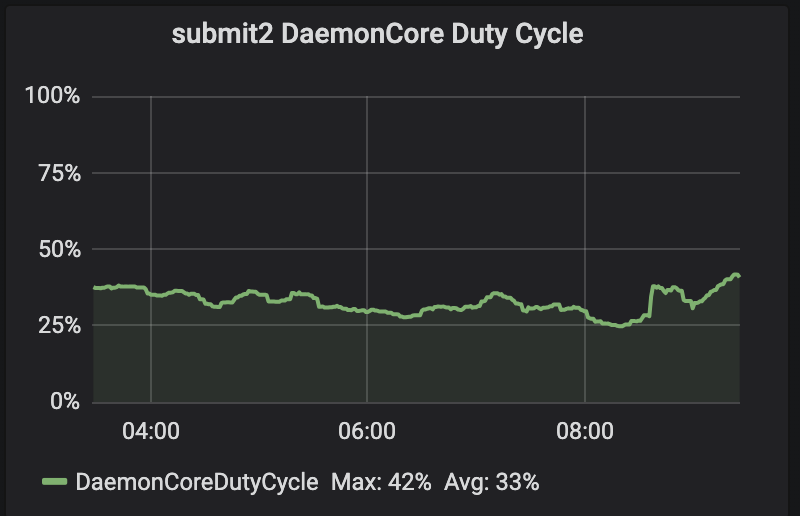 submit2 DaemonCore Duty Cycle
100%
75%
50%
25%
0%
04:00 06:00 08:00
DaemonCoreDutyCycle Max: 42% Avg: 33%